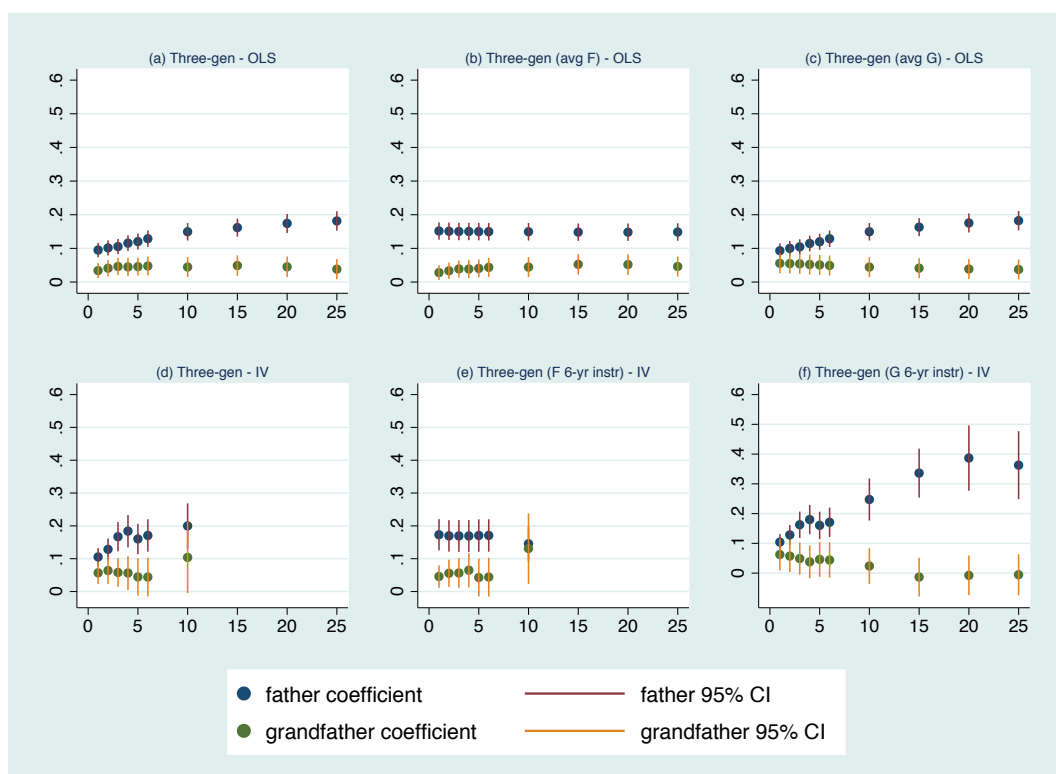 (a) Three-gen - OLS
(b) Three-gen (avg F) - OLS
(c) Three-gen (avg G) - OLS
.6
.5
.4
.3
.2
.1
0
0 5 10 15 20 25
.6
.5
.4
.3
.2
.1
0
0 5 10 15 20 25
.6
.5
.4
.3
.2
.1
0
0 5 10 15 20 25
(d) Three-gen - IV
(e) Three-gen (F 6-yr instr) - IV
(f) Three-gen (G 6-yr instr) - IV
.6
.5
.4
.3
.2
.1
0
0 5 10 15 20 25
.6
.5
.4
.3
.2
.1
0
0 5 10 15 20 25
.6
.5
.4
.3
.2
.1
0
0 5 10 15 20 25
father coefficient
father 95% CI
grandfather coefficient
grandfather 95% CI